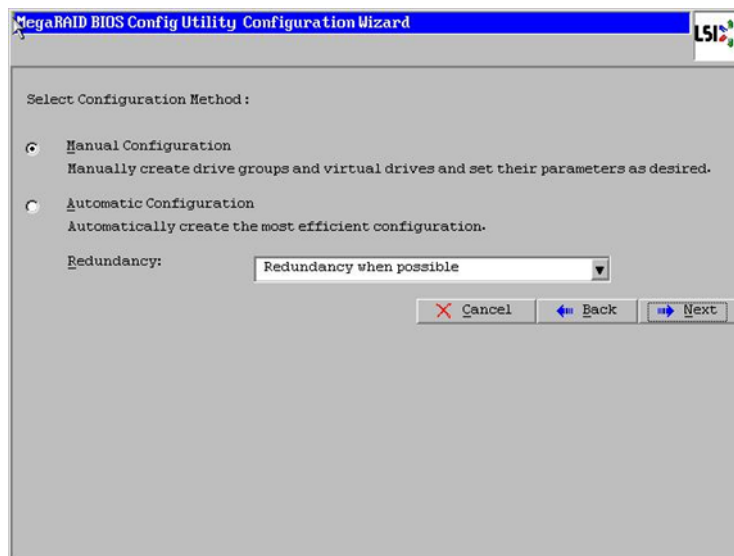 MegaRAID BIOS Config Utility Configuration Wizard
LSI
Select Configuration Method:
Manual Configuration
Manually create drive groups and virtual drives and set their parameters as desired.
Automatic Configuration
Automatically create the most efficient configuration.
Redundancy: Redundancy when possible
Cancel Back Next